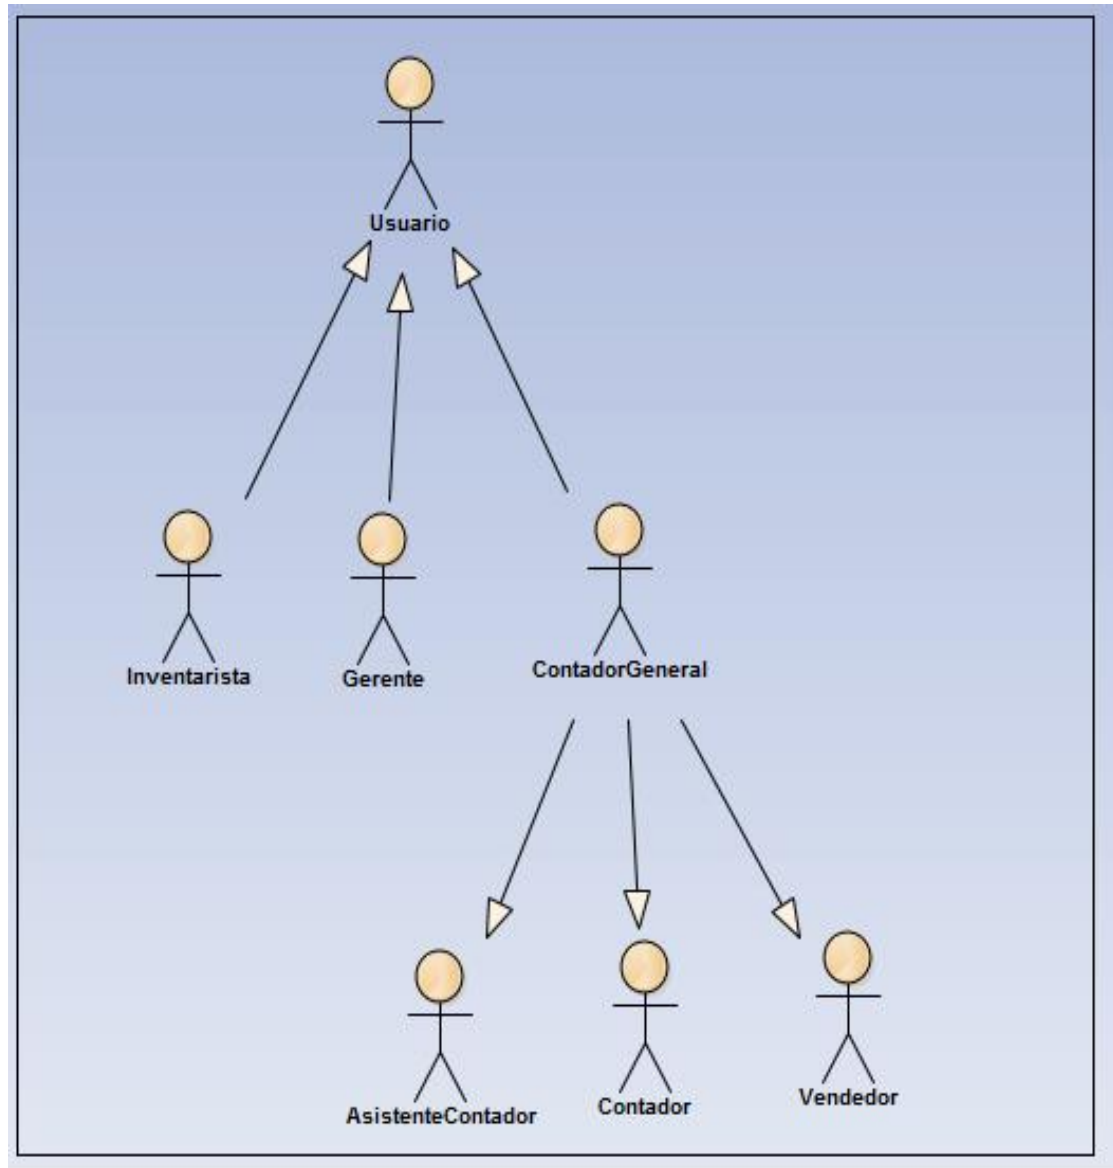 Usuario
Inventarista
Gerente
ContadorGeneral
AsistenteContador
Contador
Vendedor